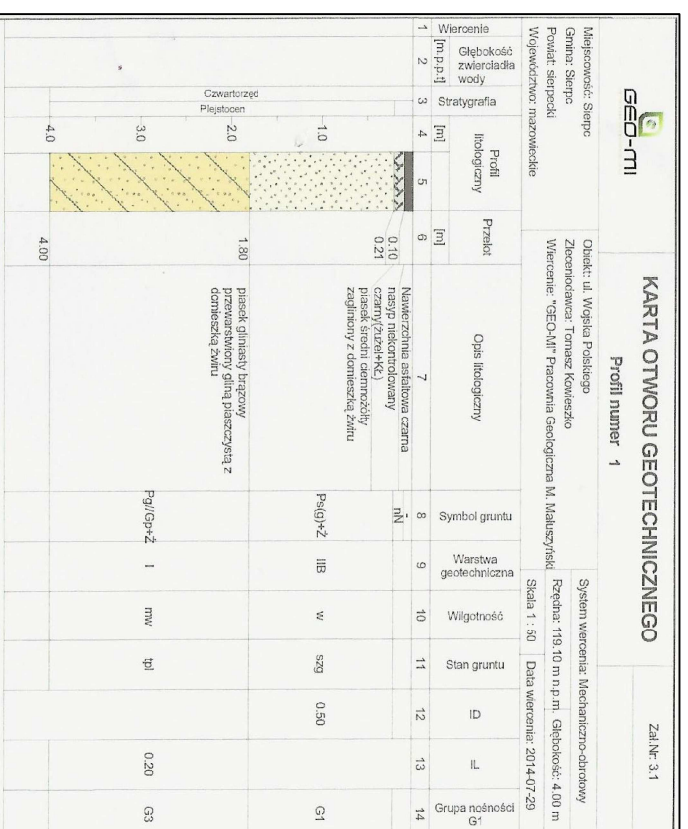 GEO-MI
KARTA OTWORU GEOTECHNICZNEGO
Profil numer 1
Zał.Nr: 3.1
Miejscowość: Sierpc
Gmina: Sierpc
Powiat: sierpecki
Województwo: mazowieckie
Obiekt: ul. Wojska Polskiego
Zleceniodawca: Tomasz Kowieszko
Wiercenie: "GEO-MI" Pracownia Geologiczna M. Małuszyński
System wiercenia: Mechaniczno-obrotowy
Rzędna: 119.10 m n.p.m. Głębokość: 4.00 m
Skala 1 : 50 Data wiercenia: 2014-07-29
Wiercenie
Głębokość
zwierciadła
wody
[m.p.p.t]
Stratygrafia
Profil
litologiczny
[m]
Przelot
[m]
Opis litologiczny
Symbol gruntu
Warstwa
geotechniczna
Wilgotność
Stan gruntu
ID
IL
Grupa nośności
G1
1 2 3 4 5 6 7 8 9 10 11 12 13 14
Czwartorzęd
Plejstocen
1.0
2.0
3.0
4.0
0.10
0.21
1.80
4.00
Nawierzchnia asfaltowa czarna
nasyp niekontrolowany
czarny(żużel+KŁ)
piasek średni ciemnożółty
zagliniony z domieszką żwiru
piasek gliniasty brązowy
przewarstwiony gliną piaszczystą z
domieszką żwiru
-
nN
Ps(g)+Ż IIB w szg 0.50 G1
Pg//Gp+Ż I mw tpl 0.20 G3